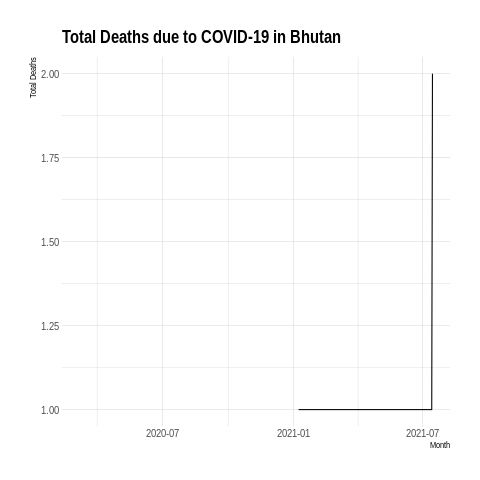 Total Deaths due to COVID-19 in Bhutan
Total Deaths
2.00
1.75
1.50
1.25
1.00
2020-07
2021-01
2021-07
Month